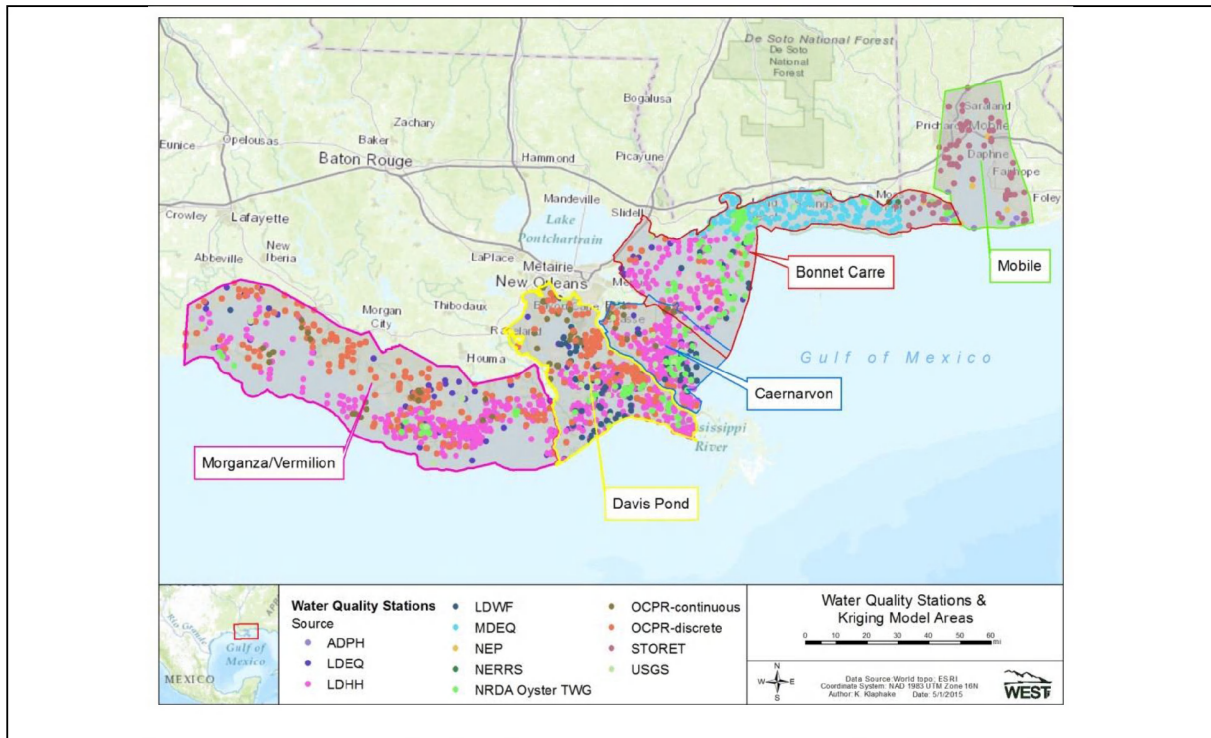 De Soto National Forest
De Soto
National
Forest
Bogalusa
Saraland
Zachary
Prichard
Mobile
Eunice
Opelousas
Baker
Baton Rouge
Hammond
Picayune
Daphne
Fairhope
Foley
Mandeville
Slidell
Crowley
Lafayette
Lake
Pontchartrain
New
Iberia
LaPlace
Metairie
Abbeville
New Orleans
Bonnet Carre
Mobile
Morgan
City
Thibodaux
Houma
Gulf of Mexico
Caernarvon
ssissippi
River
Morganza/Vermilion
Davis Pond
Water Quality Stations
Source
ADPH
LDEQ
LDHH
LDWF
MDEQ
NEP
NERRS
NRDA Oyster TWG
OCPR-continuous
OCPR-discrete
STORET
USGS
Rio Grande
Gulf of
Mexico
MEXICO
Water Quality Stations &
Kriging Model Areas
0 10 20 30 40 50 60
mi
N
W E
S
Data Source:World topo; ESRI
Coordinate System: NAD 1983 UTM Zone 16N
Author: K. Klaphake Date: 5/1/2015
WEST